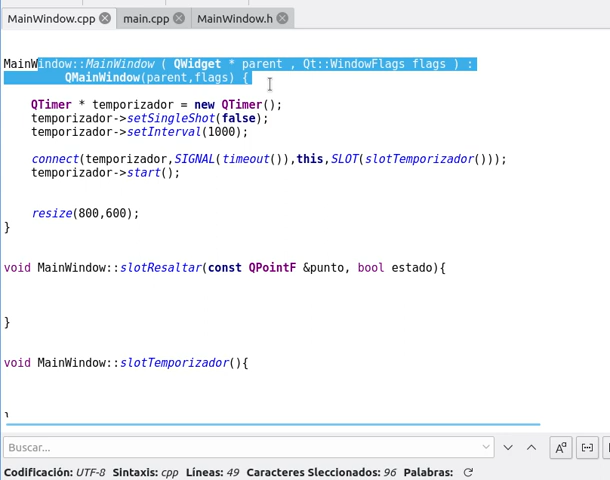 MainWindow.cpp main.cpp MainWindow.h
MainWindow::MainWindow ( QWidget * parent , Qt::WindowFlags flags ) :
QMainWindow(parent,flags) {
QTimer * temporizador = new QTimer();
temporizador->setSingleShot(false);
temporizador->setInterval(1000);
connect(temporizador,SIGNAL(timeout()),this,SLOT(slotTemporizador()));
temporizador->start();
resize(800,600);
}
void MainWindow::slotResaltar(const QPointF &punto, bool estado){
}
void MainWindow::slotTemporizador(){
}
Buscar...
Codificación: UTF-8 Sintaxis: cpp Líneas: 49 Caracteres Sleccionados: 96 Palabras: